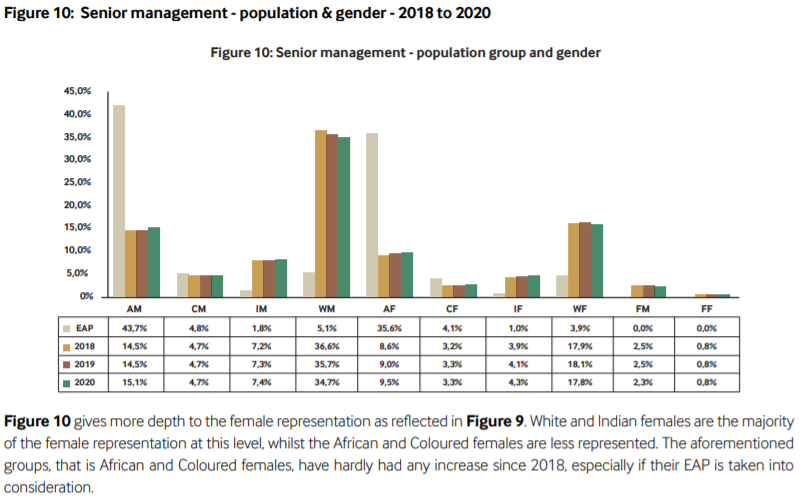 Figure 10: Senior management - population & gender - 2018 to 2020
Figure 10: Senior management - population group and gender
45,0%
40,0%
35,0%
30,0%
25,0%
20,0%
15,0%
10,0%
5,0%
0%
AM CM IM WM AF CF IF WF FM FF
EAP 43,7% 4,8% 1,8% 5,1% 35,6% 4,1% 1,0% 3,9% 0,0% 0,0%
2018 14,5% 4,7% 7,2% 36,6% 8,6% 3,2% 3,9% 17,9% 2,5% 0,8%
2019 14,5% 4,7% 7,3% 35,7% 9,0% 3,3% 4,1% 18,1% 2,5% 0,8%
2020 15,1% 4,7% 7,4% 34,7% 9,5% 3,3% 4,3% 17,8% 2,3% 0,8%
Figure 10 gives more depth to the female representation as reflected in Figure 9. White and Indian females are the majority
of the female representation at this level, whilst the African and Coloured females are less represented. The aforementioned
groups, that is African and Coloured females, have hardly had any increase since 2018, especially if their EAP is taken into
consideration.